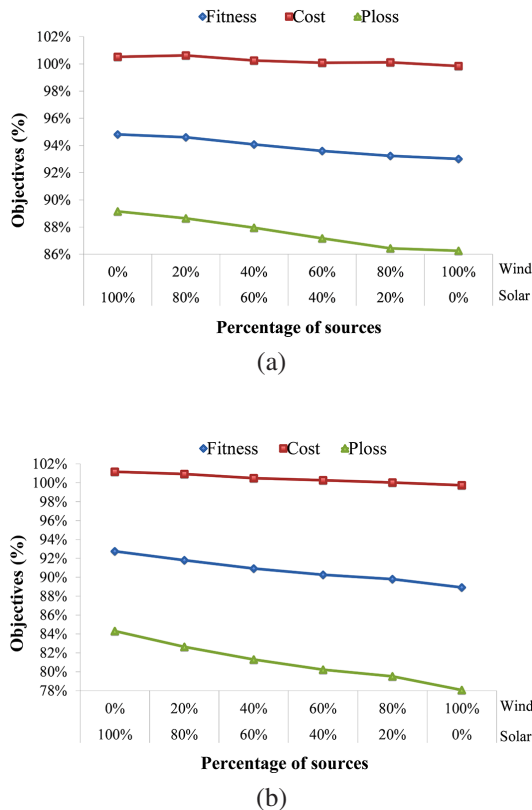 Fitness Cost Ploss
102%
100%
98%
96%
94%
92%
90%
88%
86%
Objectives (%)
0% 20% 40% 60% 80% 100% Wind
100% 80% 60% 40% 20% 0% Solar
Percentage of sources
(a)
Fitness Cost Ploss
102%
100%
98%
96%
94%
92%
90%
88%
86%
84%
82%
80%
78%
Objectives (%)
0% 20% 40% 60% 80% 100% Wind
100% 80% 60% 40% 20% 0% Solar
Percentage of sources
(b)